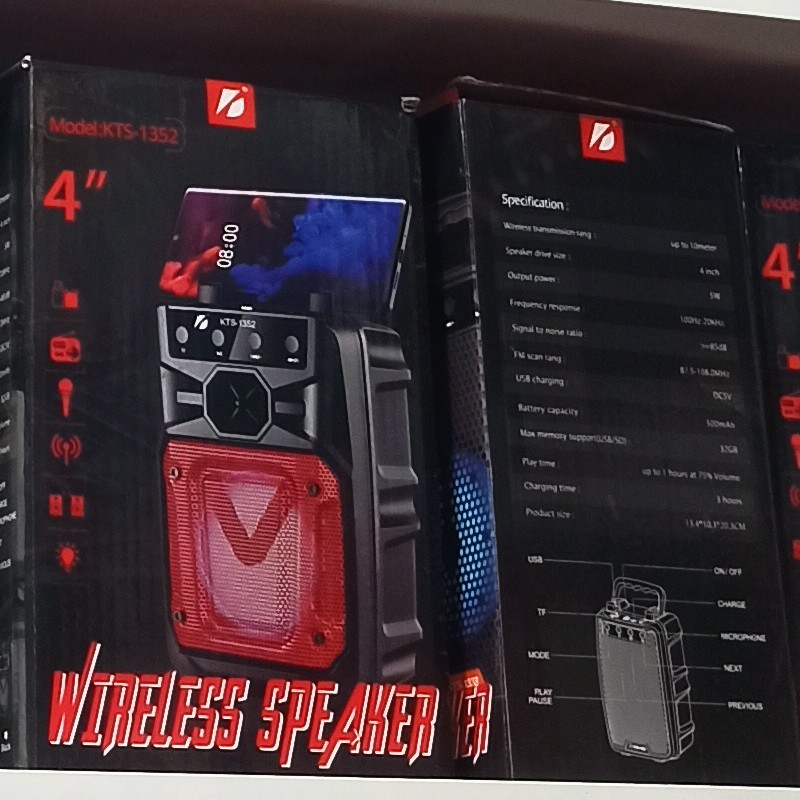 Model:KTS-1352
4"
08:00
KTS-1352
WIRELESS SPEAKER
Specification :
Wireless transmission rang : up to 10meter
Speaker drive size : 4 inch
Output power : 5W
Frequency response : 100Hz-20KHz
Signal to noise ratio : >=85dB
FM scan rang : 87.5-108.0MHz
USB charging DC5V
Battery capacity 500mAh
Max memory support(USB/SD) : 32GB
Play time : up to 1 hours at 75% Volume
Charging time : 3 hours
Product size :
USB
ON / OFF
TF
CHARGE
MICROPHONE
MODE
NEXT
PLAY
PAUSE
PREVIOUS
KER
4"